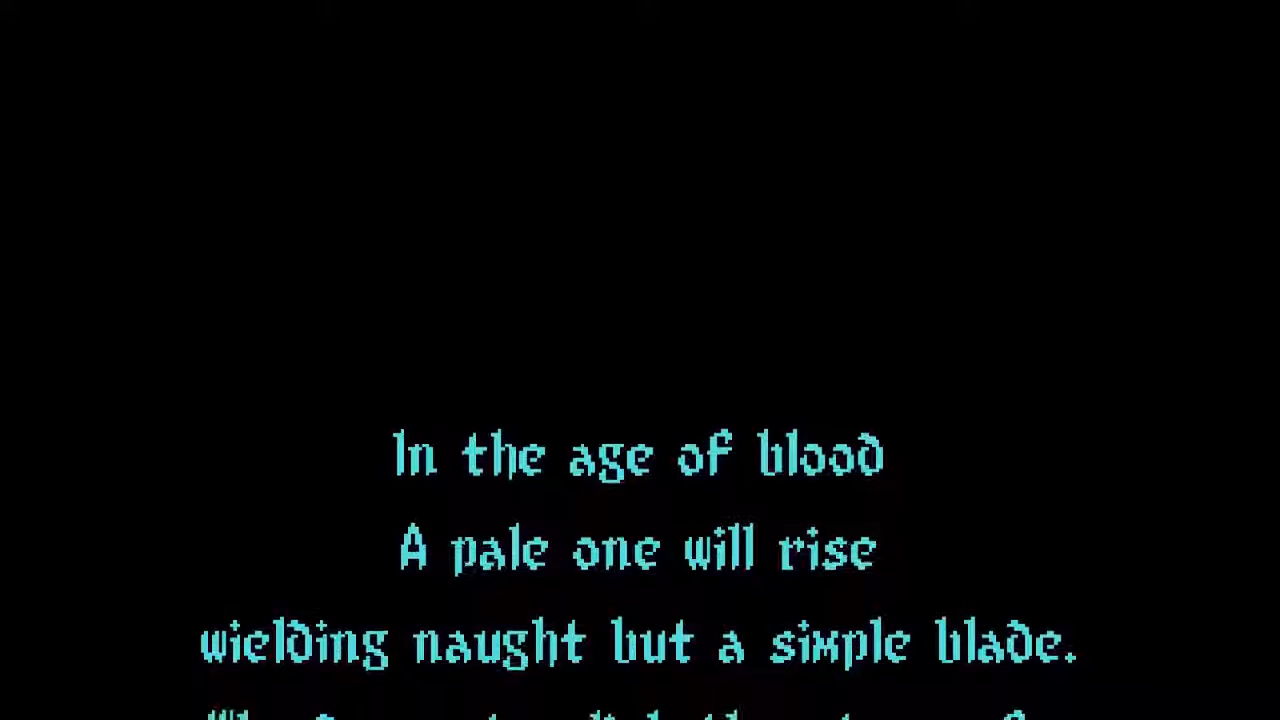 In the age of blood
A pale one will rise
wielding naught but a simple blade.